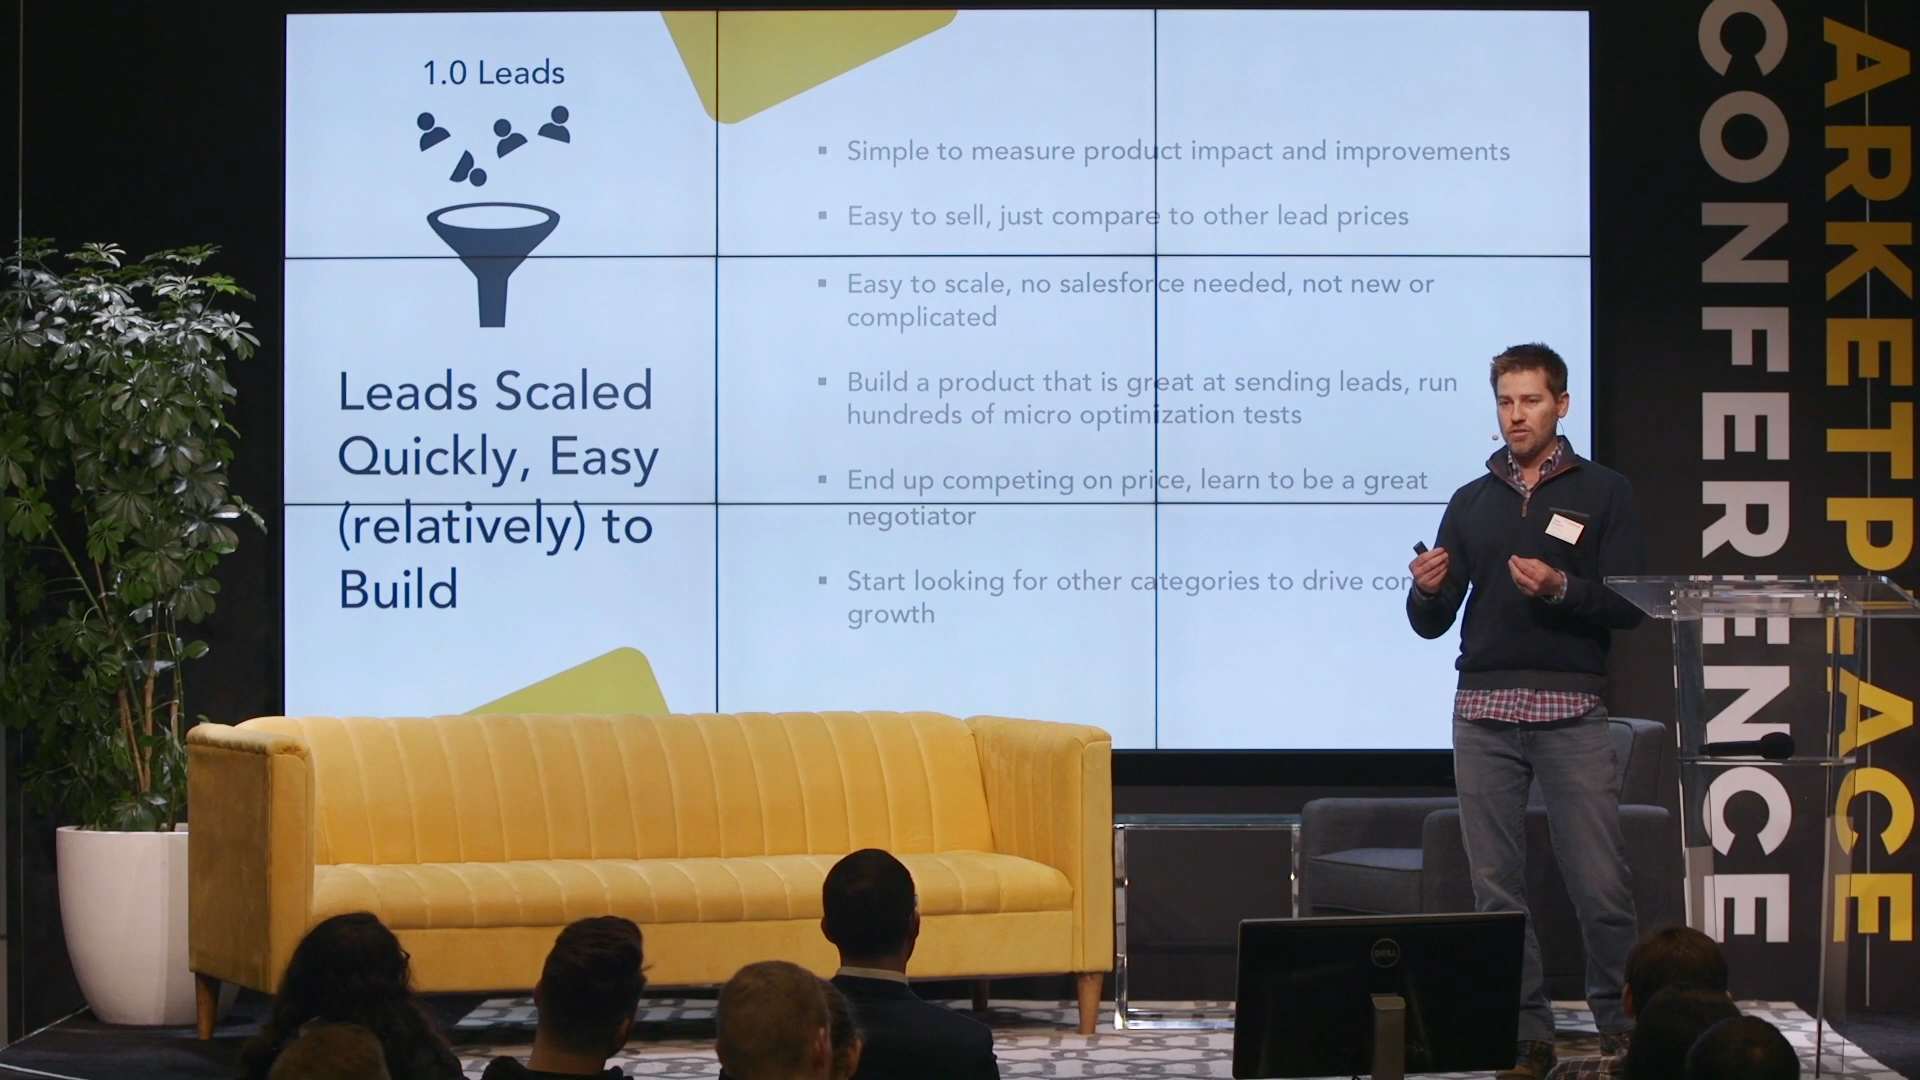 1.0 Leads
Leads Scaled
Quickly, Easy
(relatively) to
Build
▪ Simple to measure product impact and improvements
▪ Easy to sell, just compare to other lead prices
▪ Easy to scale, no salesforce needed, not new or
complicated
▪ Build a product that is great at sending leads, run
hundreds of micro optimization tests
▪ End up competing on price, learn to be a great
negotiator
▪ Start looking for other categories to drive con
growth
ARKETPLACE
CONFERENCE
DELL